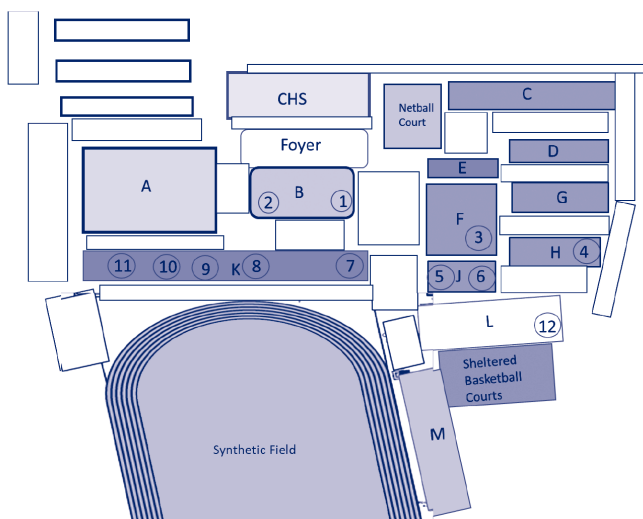 C
CHS
Netball
Court
Foyer
D
E
A
B
G
2
1
F
3
H
4
11
10
9
K
8
7
5
J
6
L
12
Sheltered
Basketball
Courts
M
Synthetic Field